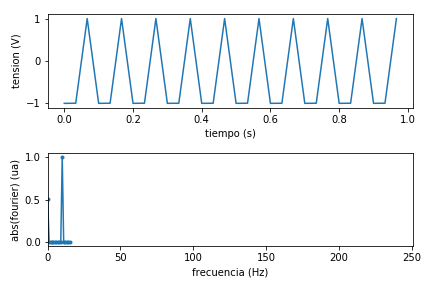 1
0
−1
tension (V)
0.0 0.2 0.4 0.6 0.8 1.0
tiempo (s)
1.0
0.5
0.0
abs(fourier) (ua)
0 50 100 150 200 250
frecuencia (Hz)